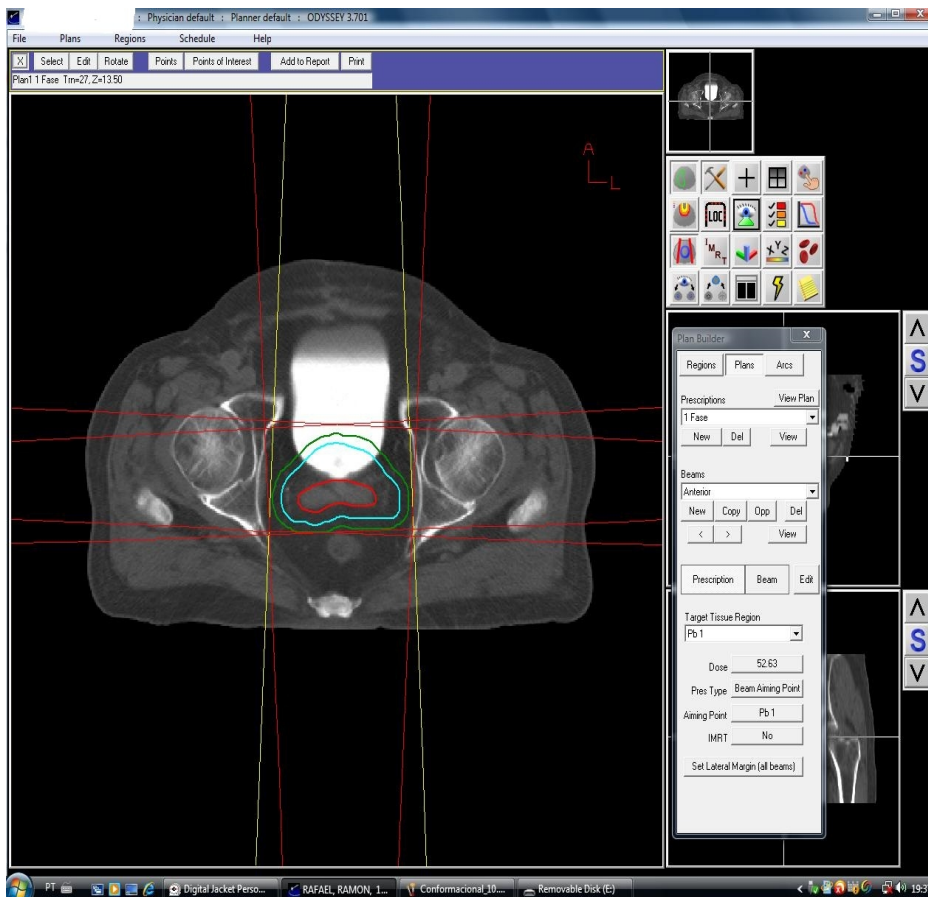 : Physician default : Planner default : ODYSSEY 3.701
File Plans Regions Schedule Help
X Select Edit Rotate Points Points of Interest Add to Report Print
Plan1 1 Fase Trn=27, Z=13.50
A
L
LOC
I M R T
X Y Z
Plan Builder X
Regions Plans Arcs
Prescriptions View Plan
1 Fase
New Del View
Beams
Anterior
New Copy Opp Del
< > View
Prescription Beam Edit
Target Tissue Region
Pb 1
Dose 52.63
Pres Type Beam Aiming Point
Aiming Point Pb 1
IMRT No
Set Lateral Margin (all beams)
S
S
PT Digital Jacket Perso... RAFAEL, RAMON, 1... Conformacional_10.... Removable Disk (E:)